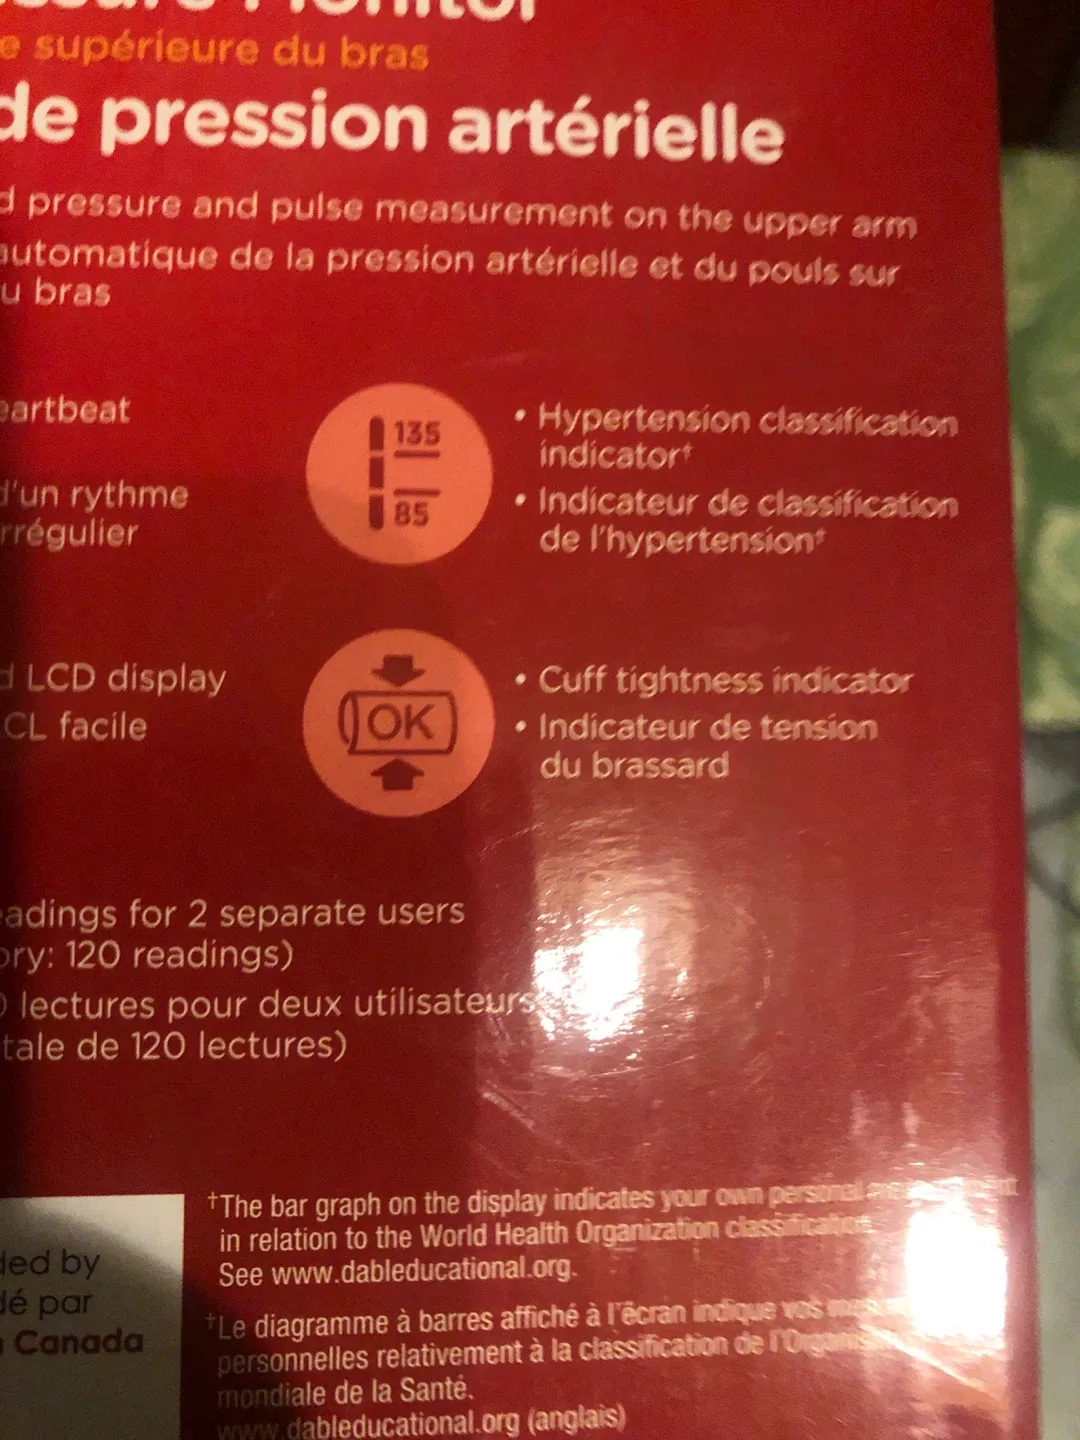 ssure Monitor
e supérieure du bras
de pression artérielle
d pressure and pulse measurement on the upper arm
automatique de la pression artérielle et du pouls sur
u bras
eartbeat
d'un rythme
rrégulier
135
85
• Hypertension classification
indicator†
• Indicateur de classification
de l'hypertension†
d LCD display
CL facile
OK
• Cuff tightness indicator
• Indicateur de tension
du brassard
eadings for 2 separate users
ory: 120 readings)
0 lectures pour deux utilisateurs
tale de 120 lectures)
ded by
dé par
n Canada
†The bar graph on the display indicates your own personal
in relation to the World Health Organization classification.
See www.dableducational.org.
†Le diagramme à barres affiché à l'écran indique vos
personnelles relativement à la classification de
mondiale de la Santé.
www.dableducational.org (anglais)